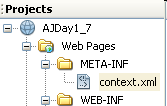 Projects
AJDay1_7
Web Pages
META-INF
context.xml
WEB-INF